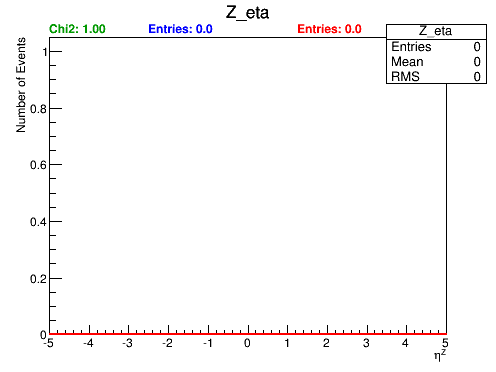 Z_eta
Chi2: 1.00 Entries: 0.0 Entries: 0.0
Z_eta
Entries 0
Mean 0
RMS 0
Number of Events
1
0.8
0.6
0.4
0.2
0
-5 -4 -3 -2 -1 0 1 2 3 4 5
η^Z